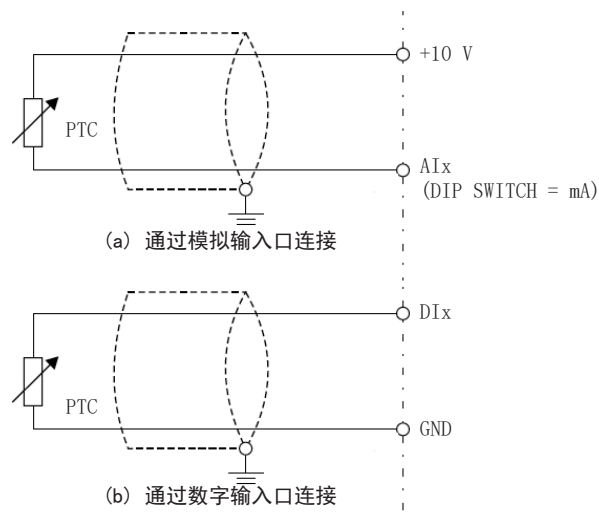 +10 V
PTC
AIx
(DIP SWITCH = mA)
(a) 通过模拟输入口连接
DIx
PTC
GND
(b) 通过数字输入口连接